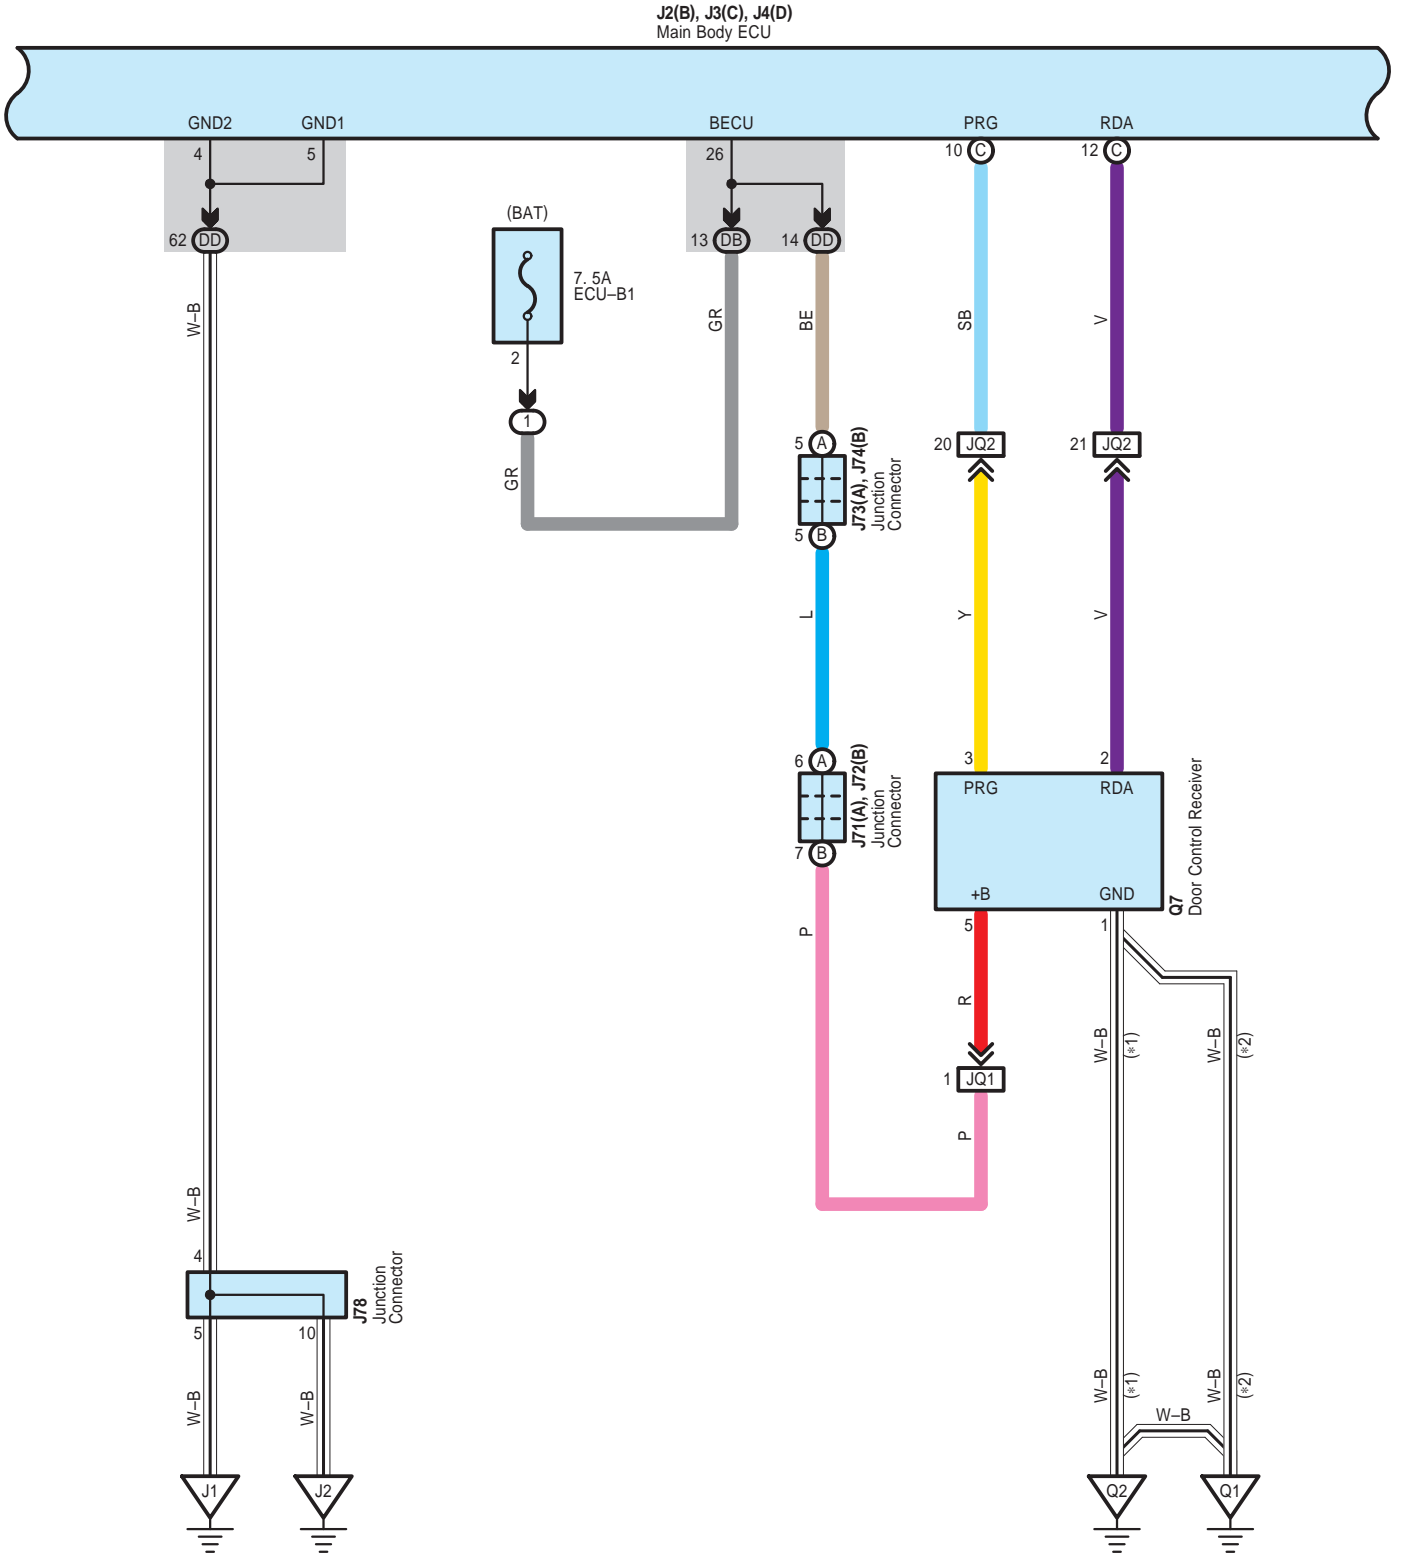 J2(B), J3(C), J4(D)
Main Body ECU
GND2 GND1 BECU PRG RDA
4 5 26 10 C 12 C
(BAT)
62 DD 13 DB 14 DD
7. 5A
ECU–B1
W–B GR BE SB V
2
1
GR
5 A
J73(A), J74(B)
Junction
Connector
5 B
20 JQ2 21 JQ2
L Y V
6 A
J71(A), J72(B)
Junction
Connector
7 B
3 2
PRG RDA
+B GND
Q7
Door Control Receiver
P
5 1
R
W–B (*1) W–B (*2)
1 JQ1
P
W–B
4
J78
Junction
Connector
5 10
W–B W–B
W–B (*1) W–B (*2)
W–B
J1 J2 Q2 Q1